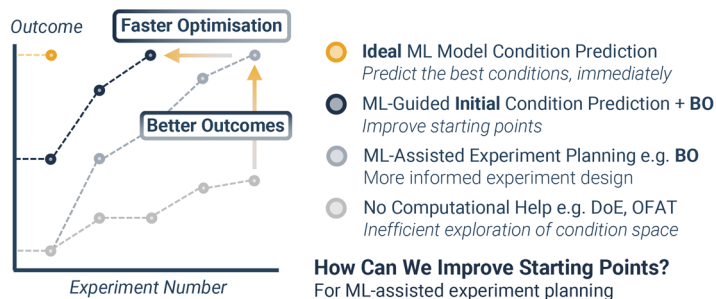 Outcome
Faster Optimisation
Better Outcomes
Experiment Number
Ideal ML Model Condition Prediction
Predict the best conditions, immediately
ML-Guided Initial Condition Prediction + BO
Improve starting points
ML-Assisted Experiment Planning e.g. BO
More informed experiment design
No Computational Help e.g. DoE, OFAT
Inefficient exploration of condition space
How Can We Improve Starting Points?
For ML-assisted experiment planning